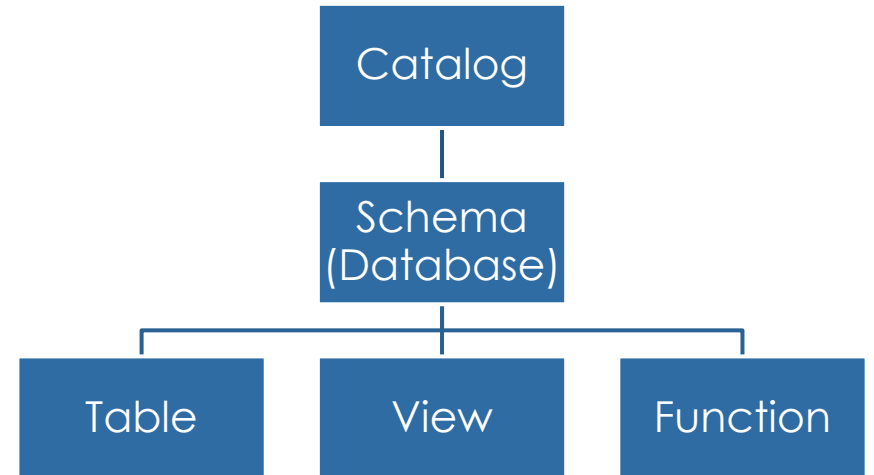 Catalog
Schema
(Database)
Table
View
Function